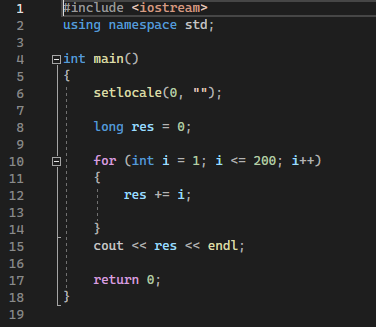 1 #include <iostream>
2 using namespace std;
3
4 int main()
5 {
6 setlocale(0, "");
7
8 long res = 0;
9
10 for (int i = 1; i <= 200; i++)
11 {
12 res += i;
13
14 }
15 cout << res << endl;
16
17 return 0;
18 }
19